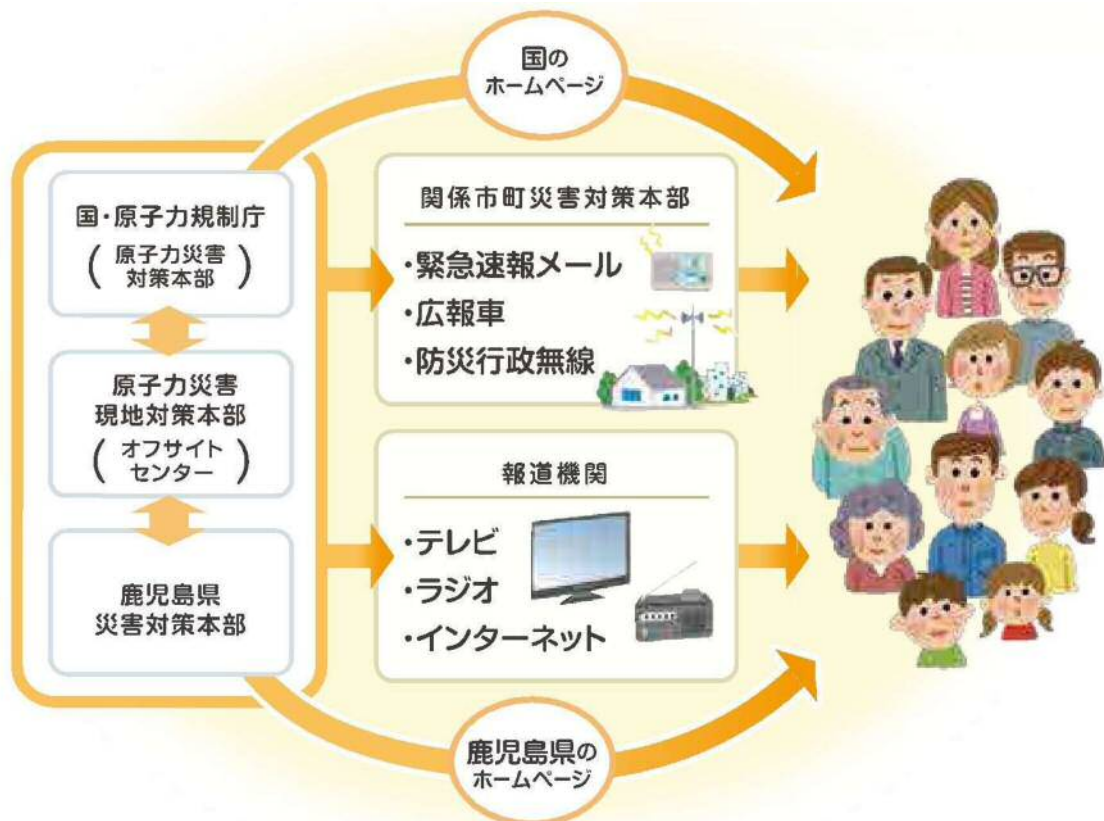 国の
ホームページ
国・原子力規制庁
(原子力災害
対策本部)
原子力災害
現地対策本部
(オフサイト
センター)
鹿児島県
災害対策本部
関係市町災害対策本部
・緊急速報メール
・広報車
・防災行政無線
報道機関
・テレビ
・ラジオ
・インターネット
鹿児島県の
ホームページ